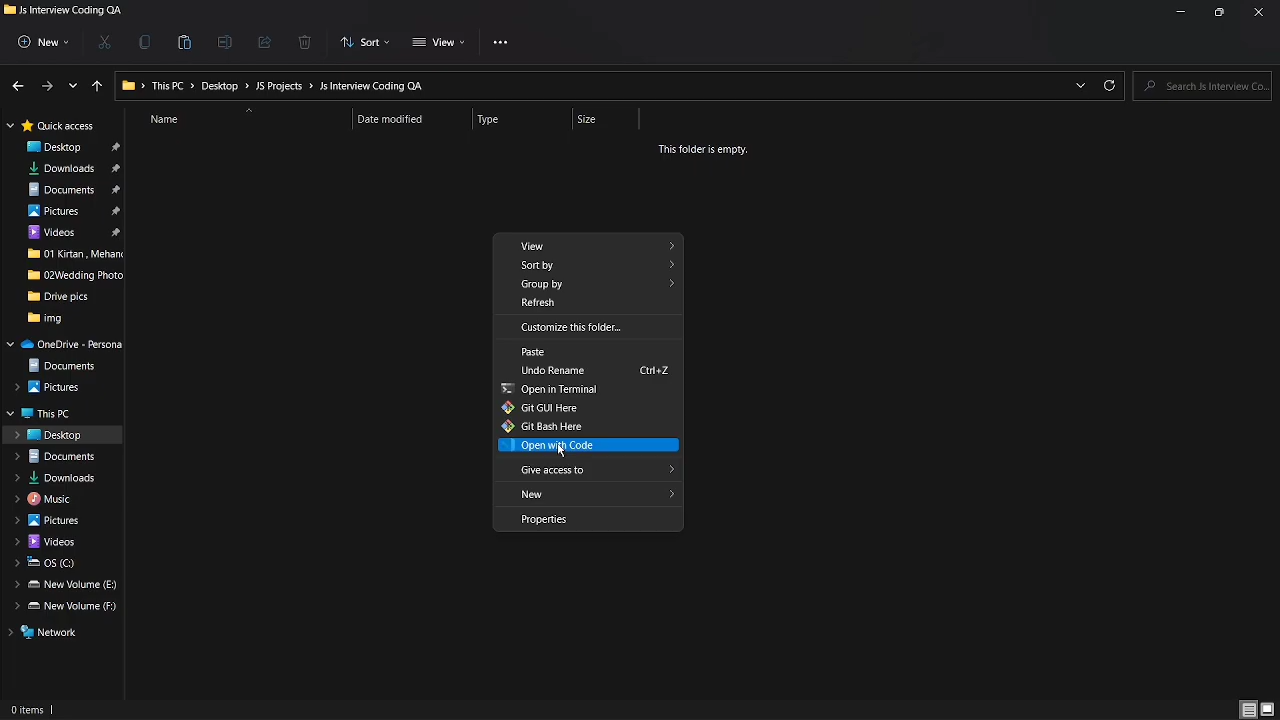 Js Interview Coding QA
New
Sort
View
This PC > Desktop > JS Projects > Js Interview Coding QA
Search Js Interview Co...
Name
Date modified
Type
Size
Quick access
Desktop
Downloads
Documents
Pictures
Videos
01 Kirtan , Mehand
02Wedding Photo
Drive pics
img
OneDrive - Persona
Documents
Pictures
This PC
Desktop
Documents
Downloads
Music
Pictures
Videos
OS (C:)
New Volume (E:)
New Volume (F:)
Network
This folder is empty.
View
Sort by
Group by
Refresh
Customize this folder...
Paste
Undo Rename Ctrl+Z
Open in Terminal
Git GUI Here
Git Bash Here
Open with Code
Give access to
New
Properties
0 items